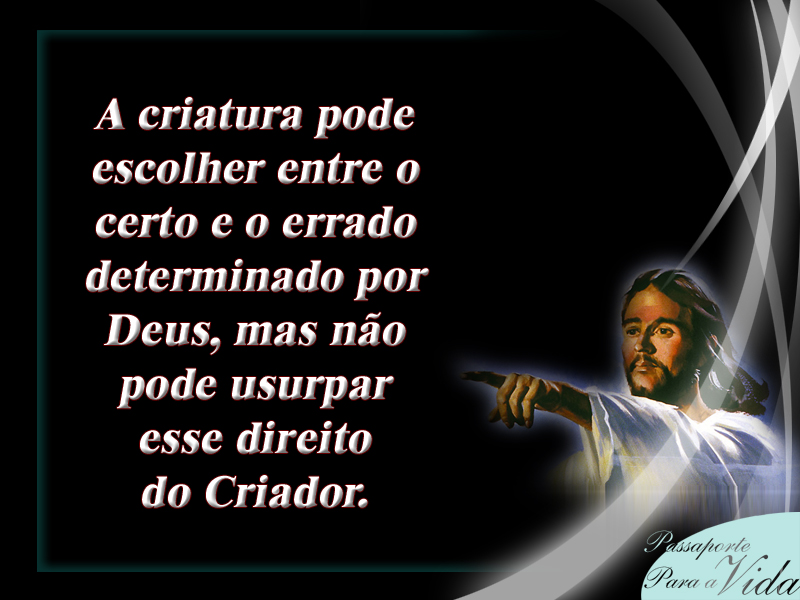 A criatura pode
escolher entre o
certo e o errado
determinado por
Deus, mas não
pode usurpar
esse direito
do Criador.
Passaporte
Para a Vida